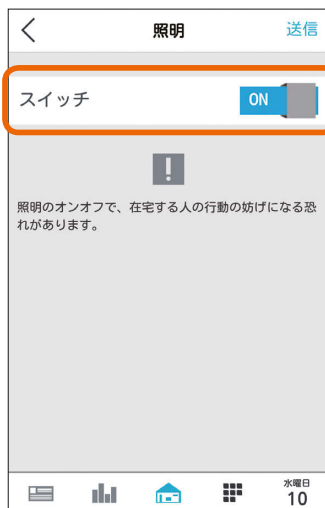 照明 送信
スイッチ ON
照明のオンオフで、在宅する人の行動の妨げになる恐
れがあります。
水曜日
10